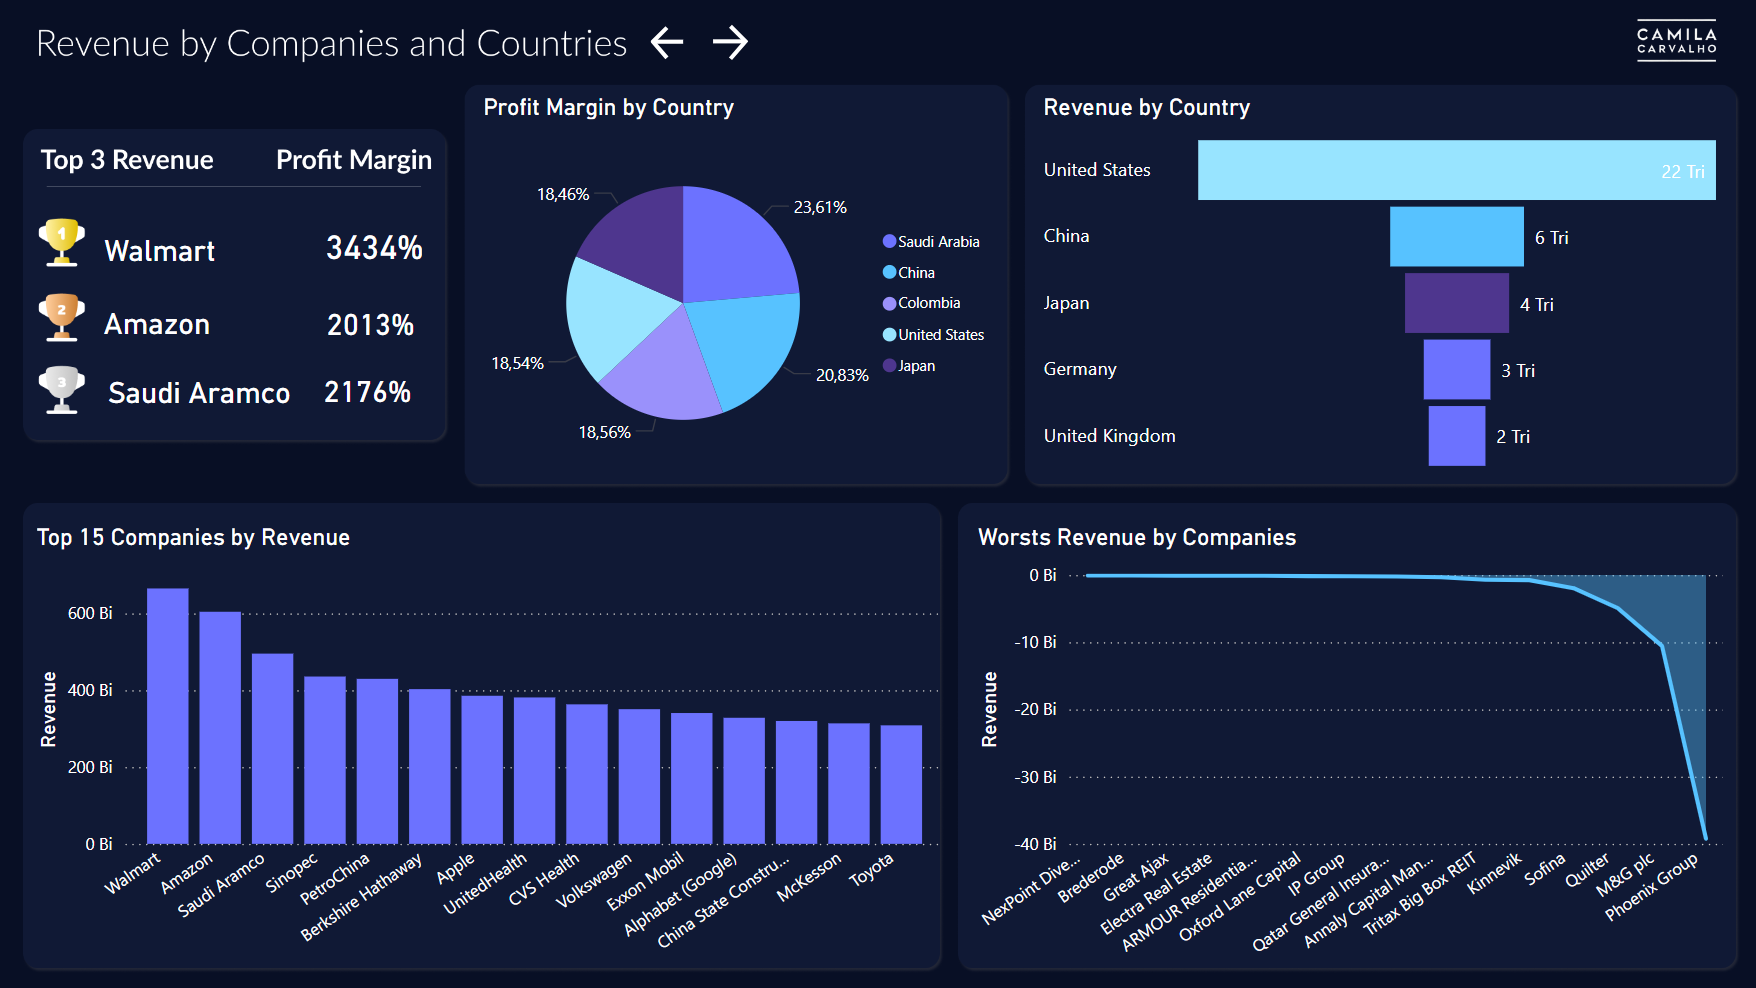 Revenue by Companies and Countries
CAMILA
CARVALHO
Top 3 Revenue Profit Margin
1 Walmart 3434%
2 Amazon 2013%
3 Saudi Aramco 2176%
Profit Margin by Country
18,46%
23,61%
18,54%
20,83%
18,56%
Saudi Arabia
China
Colombia
United States
Japan
Revenue by Country
United States 22 Tri
China 6 Tri
Japan 4 Tri
Germany 3 Tri
United Kingdom 2 Tri
Top 15 Companies by Revenue
Revenue
600 Bi
400 Bi
200 Bi
0 Bi
Walmart
Amazon
Saudi Aramco
Sinopec
PetroChina
Berkshire Hathaway
Apple
UnitedHealth
CVS Health
Volkswagen
Exxon Mobil
Alphabet (Google)
China State Constru...
McKesson
Toyota
Worsts Revenue by Companies
Revenue
0 Bi
-10 Bi
-20 Bi
-30 Bi
-40 Bi
NexPoint Dive...
Brederode
Great Ajax
Electra Real Estate
ARMOUR Residentia...
Oxford Lane Capital
IP Group
Qatar General Insura...
Annaly Capital Man...
Tritax Big Box REIT
Kinnevik
Sofina
Quilter
M&G plc
Phoenix Group